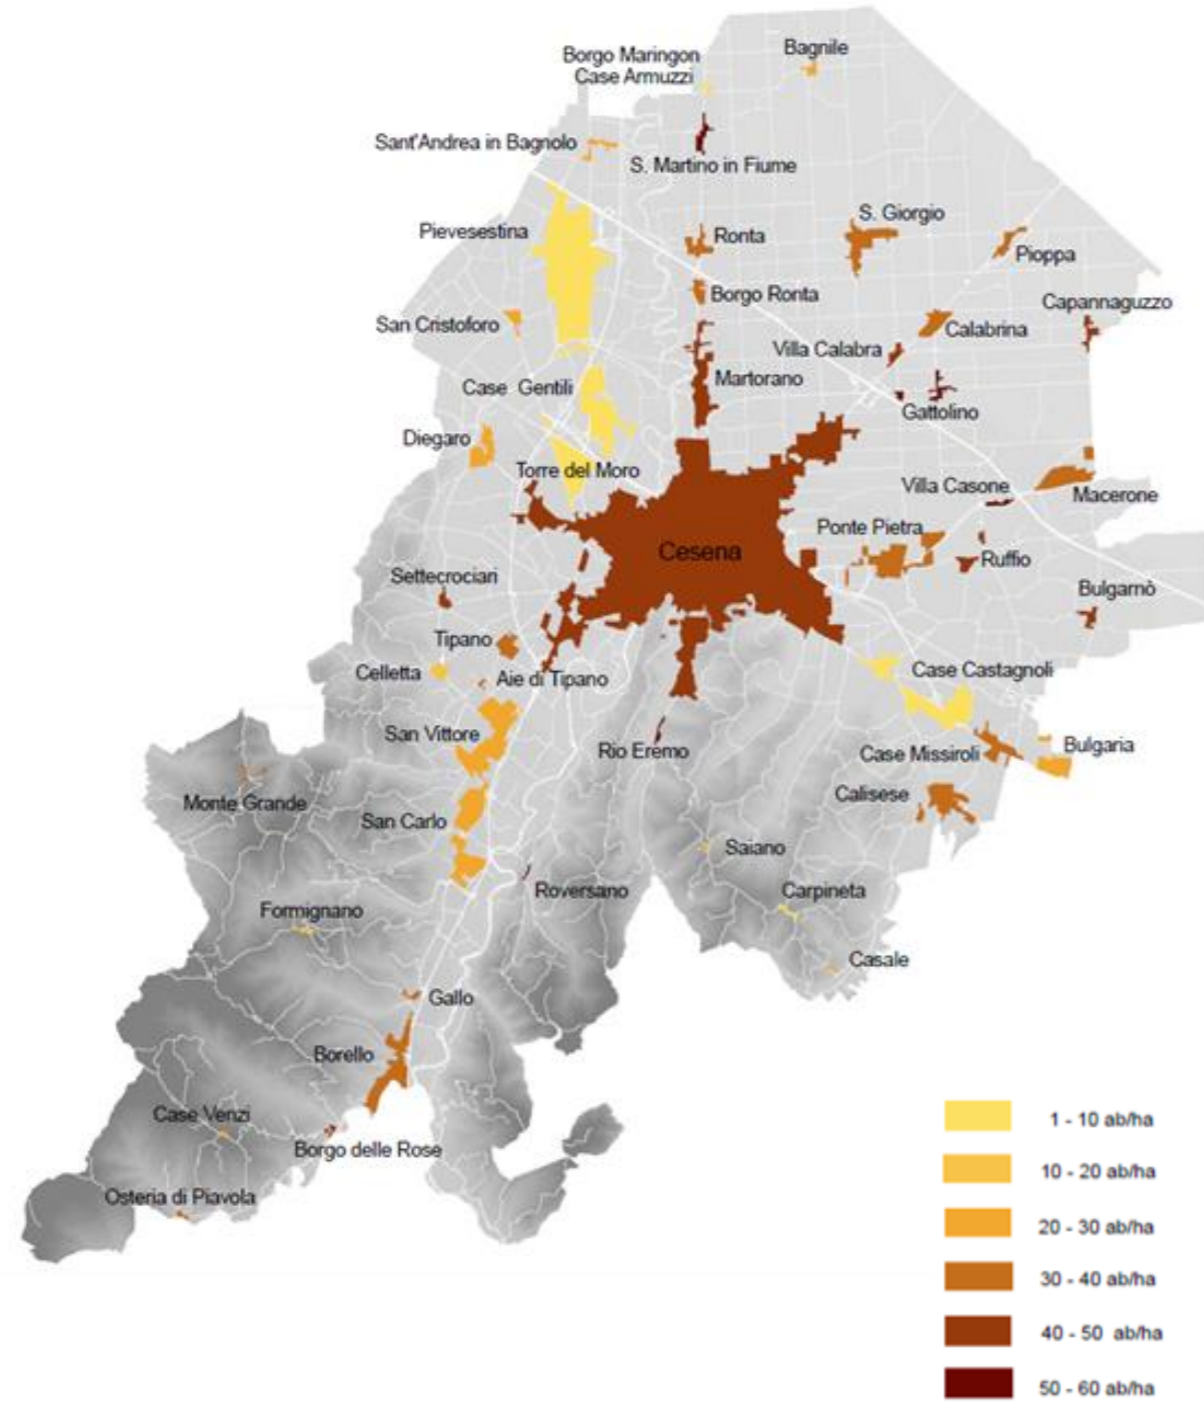 Borgo Maringon
Case Armuzzi
Bagnile
Sant'Andrea in Bagnolo
S. Martino in Fiume
Pievesestina
Ronta
S. Giorgio
Pioppa
Borgo Ronta
Capannaguzzo
San Cristoforo
Calabrina
Villa Calabra
Case Gentili
Martorano
Gattolino
Diegaro
Torre del Moro
Villa Casone
Macerone
Ponte Pietra
Cesena
Ruffio
Settecrociari
Bulgarnò
Tipano
Celletta
Aie di Tipano
Case Castagnoli
San Vittore
Rio Eremo
Case Missiroli
Bulgaria
Monte Grande
Calisese
San Carlo
Saiano
Roversano
Carpineta
Formignano
Casale
Gallo
Borello
Case Venzi
Borgo delle Rose
Osteria di Piavola
1 - 10 ab/ha
10 - 20 ab/ha
20 - 30 ab/ha
30 - 40 ab/ha
40 - 50 ab/ha
50 - 60 ab/ha